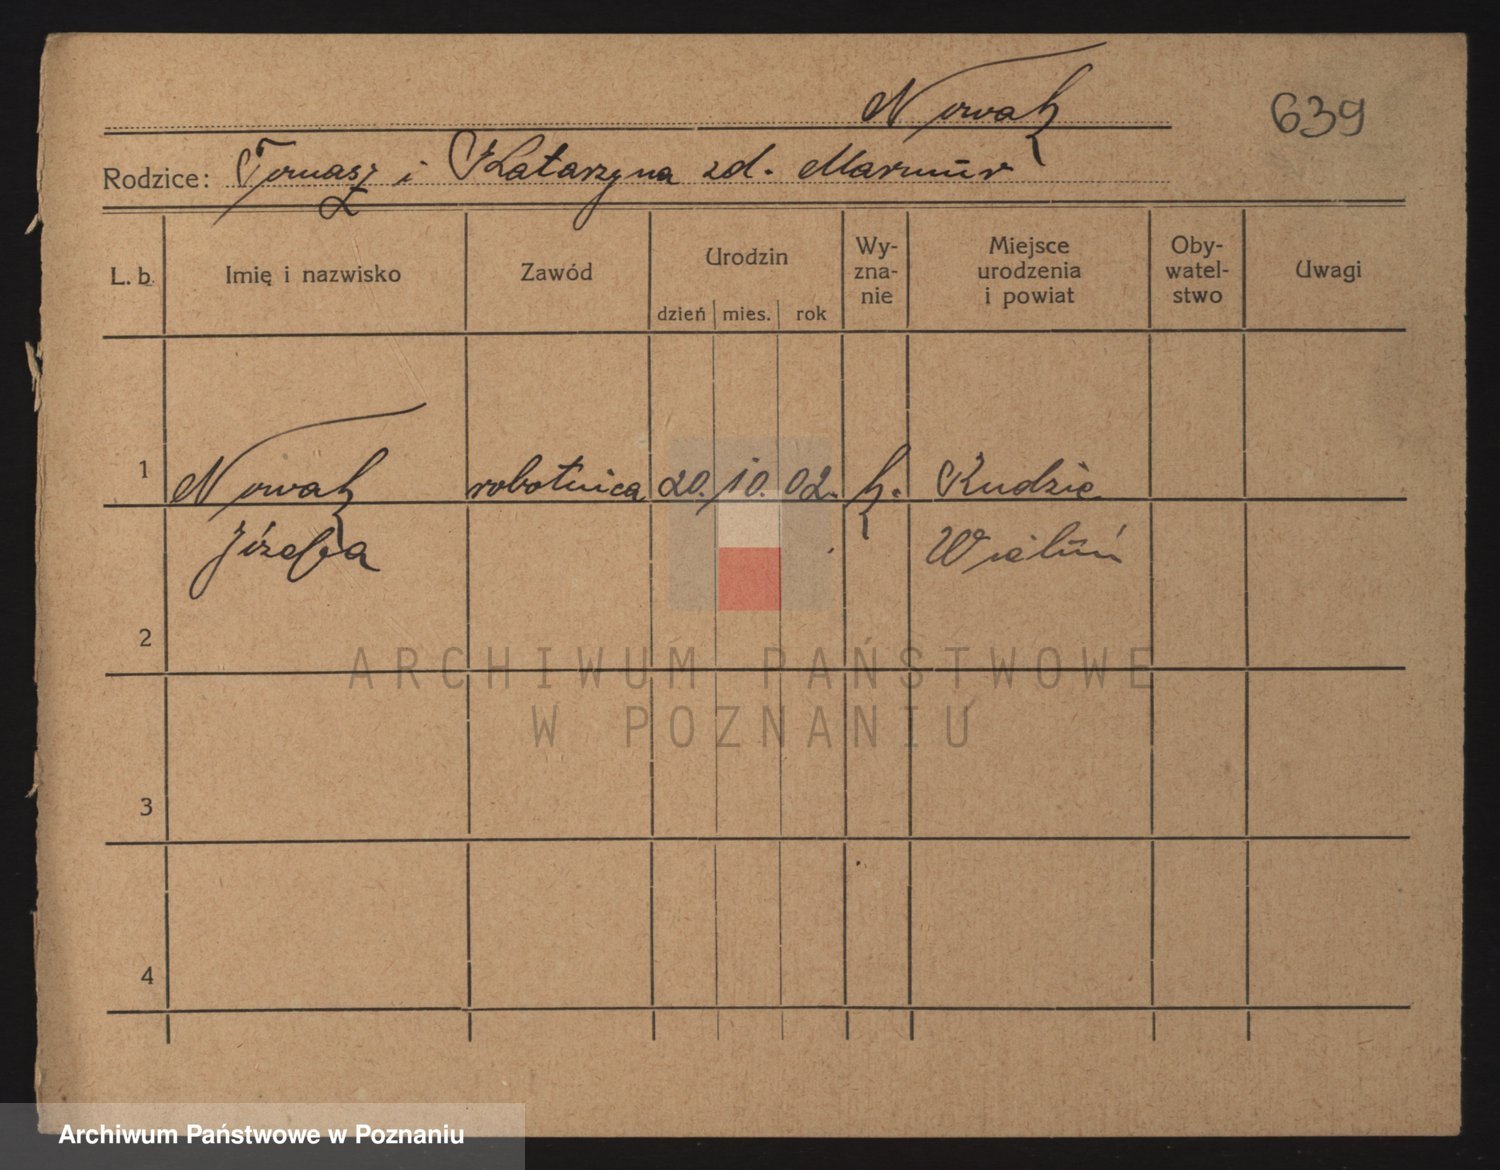 Nowak
639
Rodzice: Tomasz i Katarzyna zd. Marmur
L. b. Imię i nazwisko Zawód Urodzin dzień mies. rok Wy-zna-nie Miejsce urodzenia i powiat Oby-watel-stwo Uwagi
1 Nowak robotnica 20. 10. 02. k.
Józefa Wieluń
2
ARCHIWUM PAŃSTWOWE
W POZNANIU
3
4
Archiwum Państwowe w Poznaniu